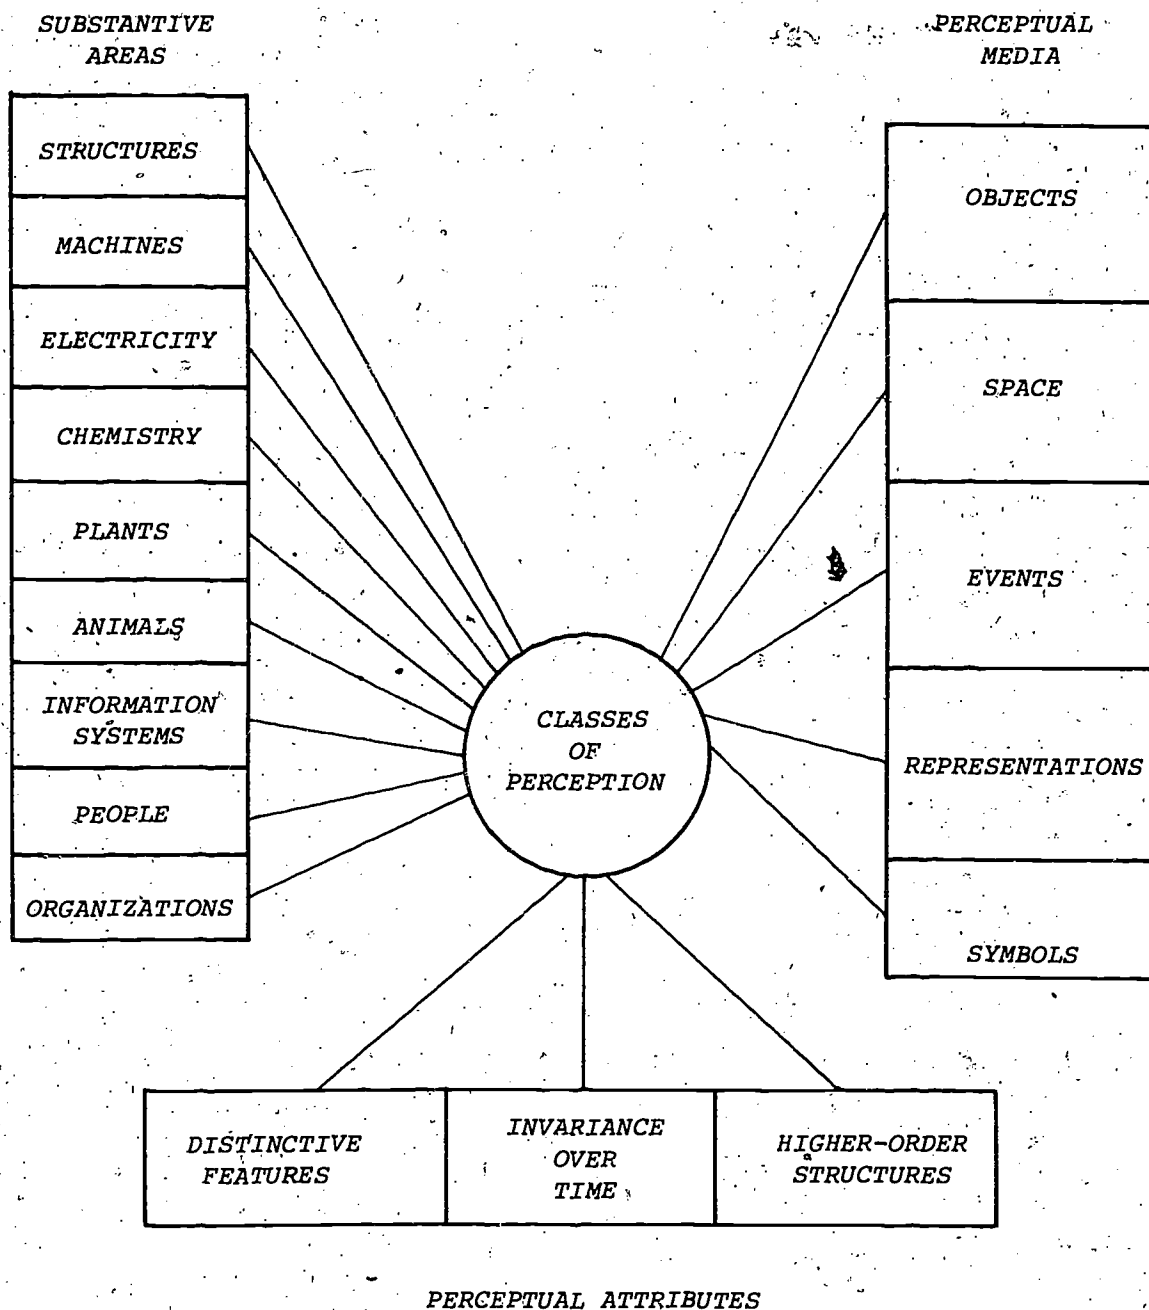 SUBSTANTIVE
AREAS
STRUCTURES
MACHINES
ELECTRICITY
CHEMISTRY
PLANTS
ANIMALS
INFORMATION
SYSTEMS
PEOPLE
ORGANIZATIONS
PERCEPTUAL
MEDIA
OBJECTS
SPACE
EVENTS
REPRESENTATIONS
SYMBOLS
CLASSES
OF
PERCEPTION
DISTINCTIVE
FEATURES
INVARIANCE
OVER
TIME
HIGHER-ORDER
STRUCTURES
PERCEPTUAL ATTRIBUTES